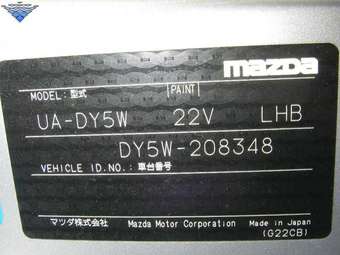 mazda
MODEL: 型式 PAINT
UA-DY5W 22V LHB
DY5W-208348
VEHICLE ID.NO.: 車台番号
マツダ株式会社 Mazda Motor Corporation Made in Japan
(G22CB)